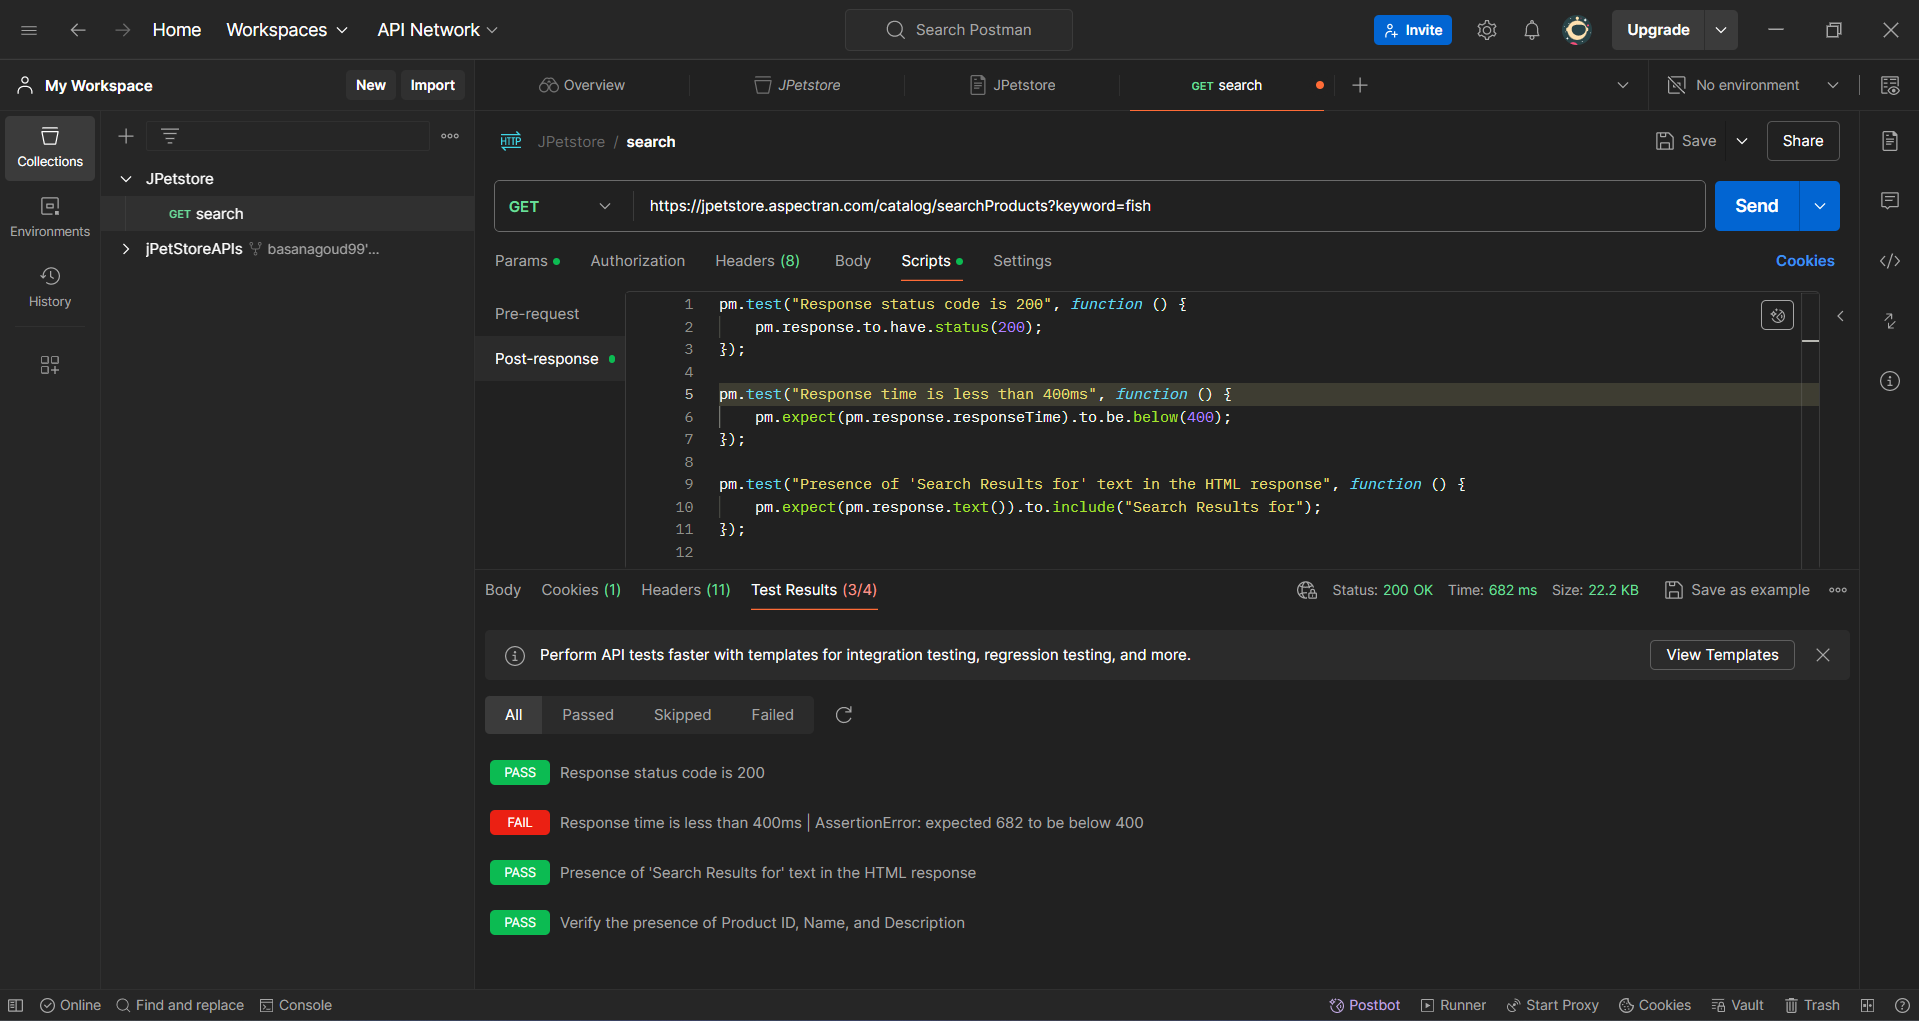 Home Workspaces API Network Search Postman Invite Upgrade
My Workspace New Import Overview JPetstore JPetstore GET search No environment
Collections
Environments
History
JPetstore
GET search
jPetStoreAPIs basanagoud99'...
HTTP JPetstore / search Save Share
GET https://jpetstore.aspectran.com/catalog/searchProducts?keyword=fish Send
Params Authorization Headers (8) Body Scripts Settings Cookies
Pre-request
Post-response
1 pm.test("Response status code is 200", function () {
2 pm.response.to.have.status(200);
3 });
4
5 pm.test("Response time is less than 400ms", function () {
6 pm.expect(pm.response.responseTime).to.be.below(400);
7 });
8
9 pm.test("Presence of 'Search Results for' text in the HTML response", function () {
10 pm.expect(pm.response.text()).to.include("Search Results for");
11 });
12
Body Cookies (1) Headers (11) Test Results (3/4) Status: 200 OK Time: 682 ms Size: 22.2 KB Save as example
Perform API tests faster with templates for integration testing, regression testing, and more. View Templates
All Passed Skipped Failed
PASS Response status code is 200
FAIL Response time is less than 400ms | AssertionError: expected 682 to be below 400
PASS Presence of 'Search Results for' text in the HTML response
PASS Verify the presence of Product ID, Name, and Description
Online Find and replace Console Postbot Runner Start Proxy Cookies Vault Trash